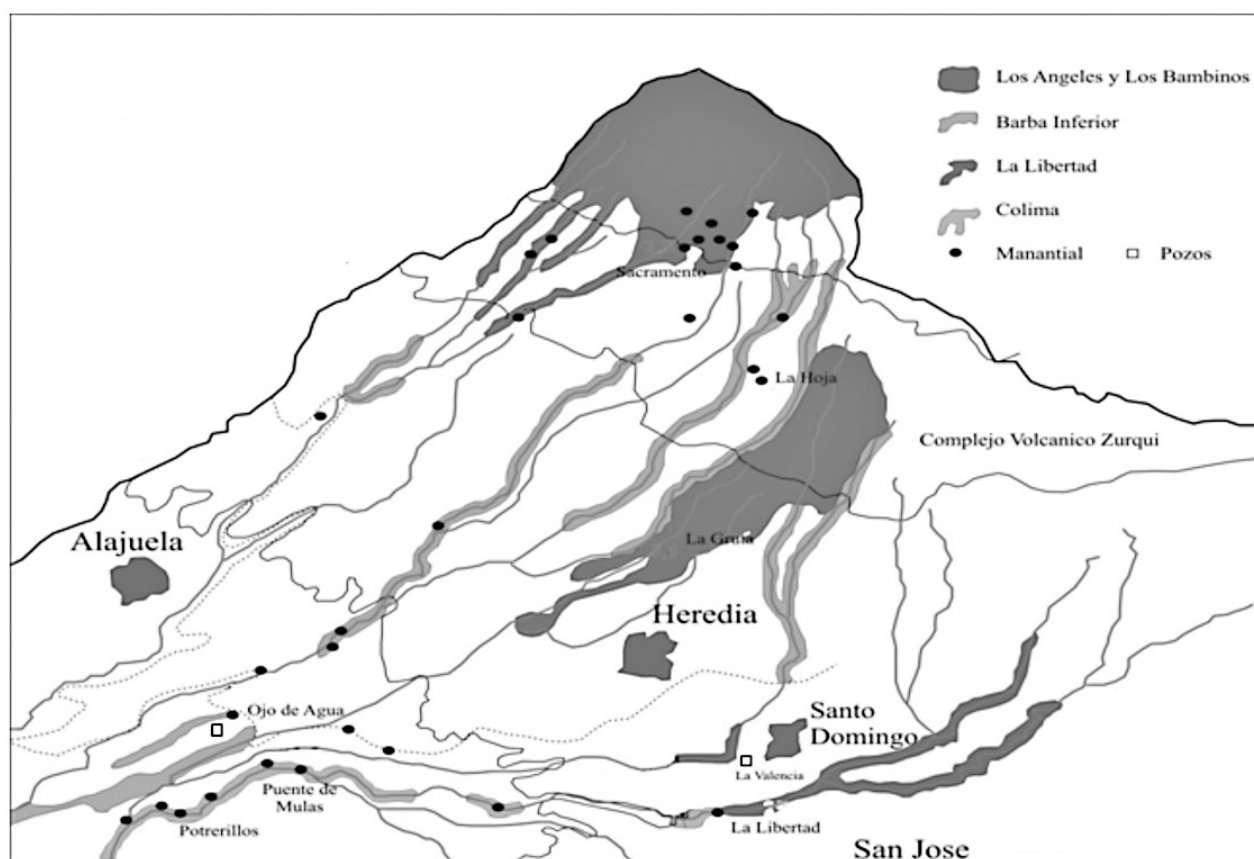 Los Angeles y Los Bambinos
Barba Inferior
La Libertad
Colima
Manantial
Pozos
Sacramento
La Hoja
Complejo Volcanico Zurqui
Alajuela
La Gruta
Heredia
Ojo de Agua
Santo
Domingo
La Valencia
Puente de
Mulas
Potrerillos
La Libertad
San Jose